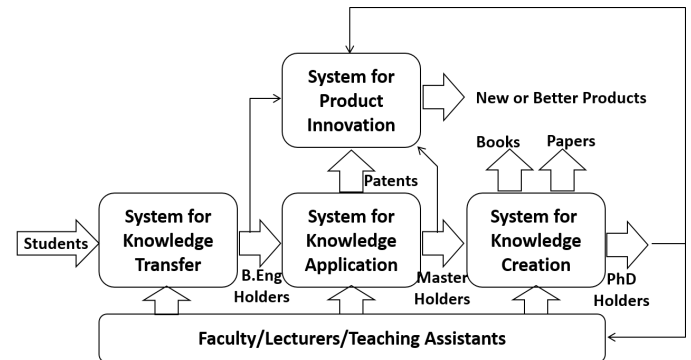 System for
Product
Innovation
New or Better Products
Books
Papers
Patents
Students
System for
Knowledge
Transfer
B.Eng
Holders
System for
Knowledge
Application
Master
Holders
System for
Knowledge
Creation
PhD
Holders
Faculty/Lecturers/Teaching Assistants